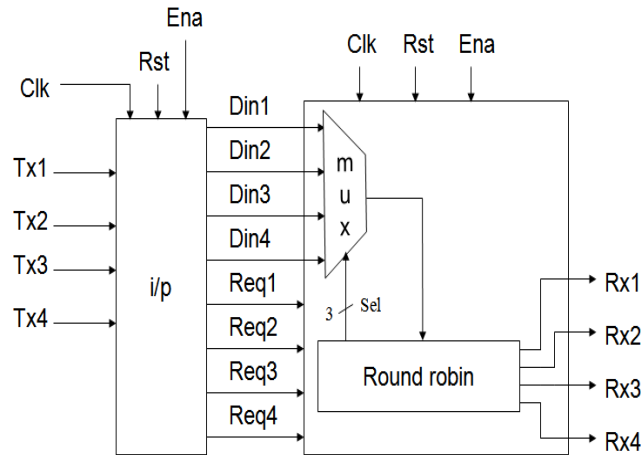 Ena
Rst
Clk
Tx1
Tx2
Tx3
Tx4
i/p
Din1
Din2
Din3
Din4
Req1
Req2
Req3
Req4
Clk
Rst
Ena
m
u
x
3
Sel
Round robin
Rx1
Rx2
Rx3
Rx4